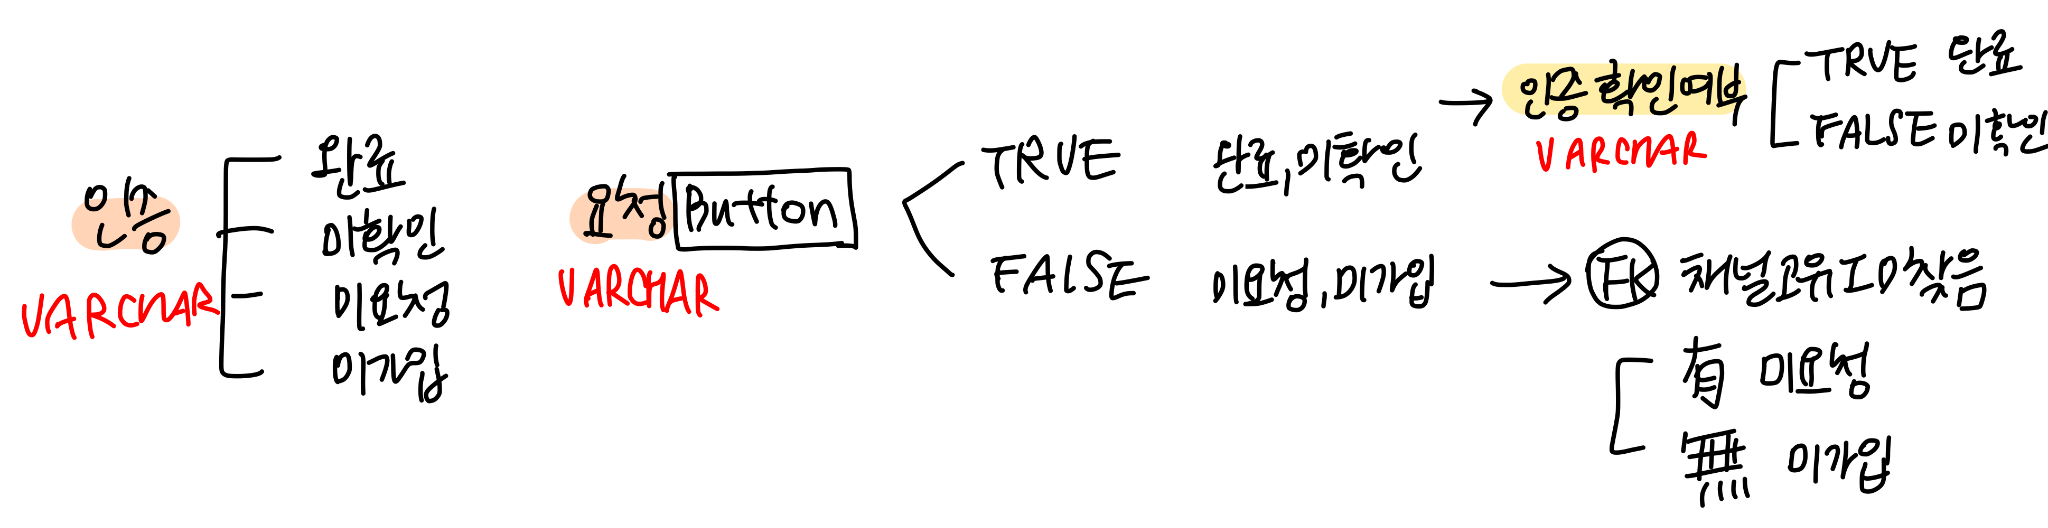 인증
VARCHAR
완료
미확인
미요청
미가입
요청 Button
VARCHAR
TRUE 완료, 미확인
FALSE 미요청, 미가입
→ 인증확인여부
VARCHAR
TRUE 완료
FALSE 미확인
→ FK 채널고유ID찾음
有 미요청
無 미가입